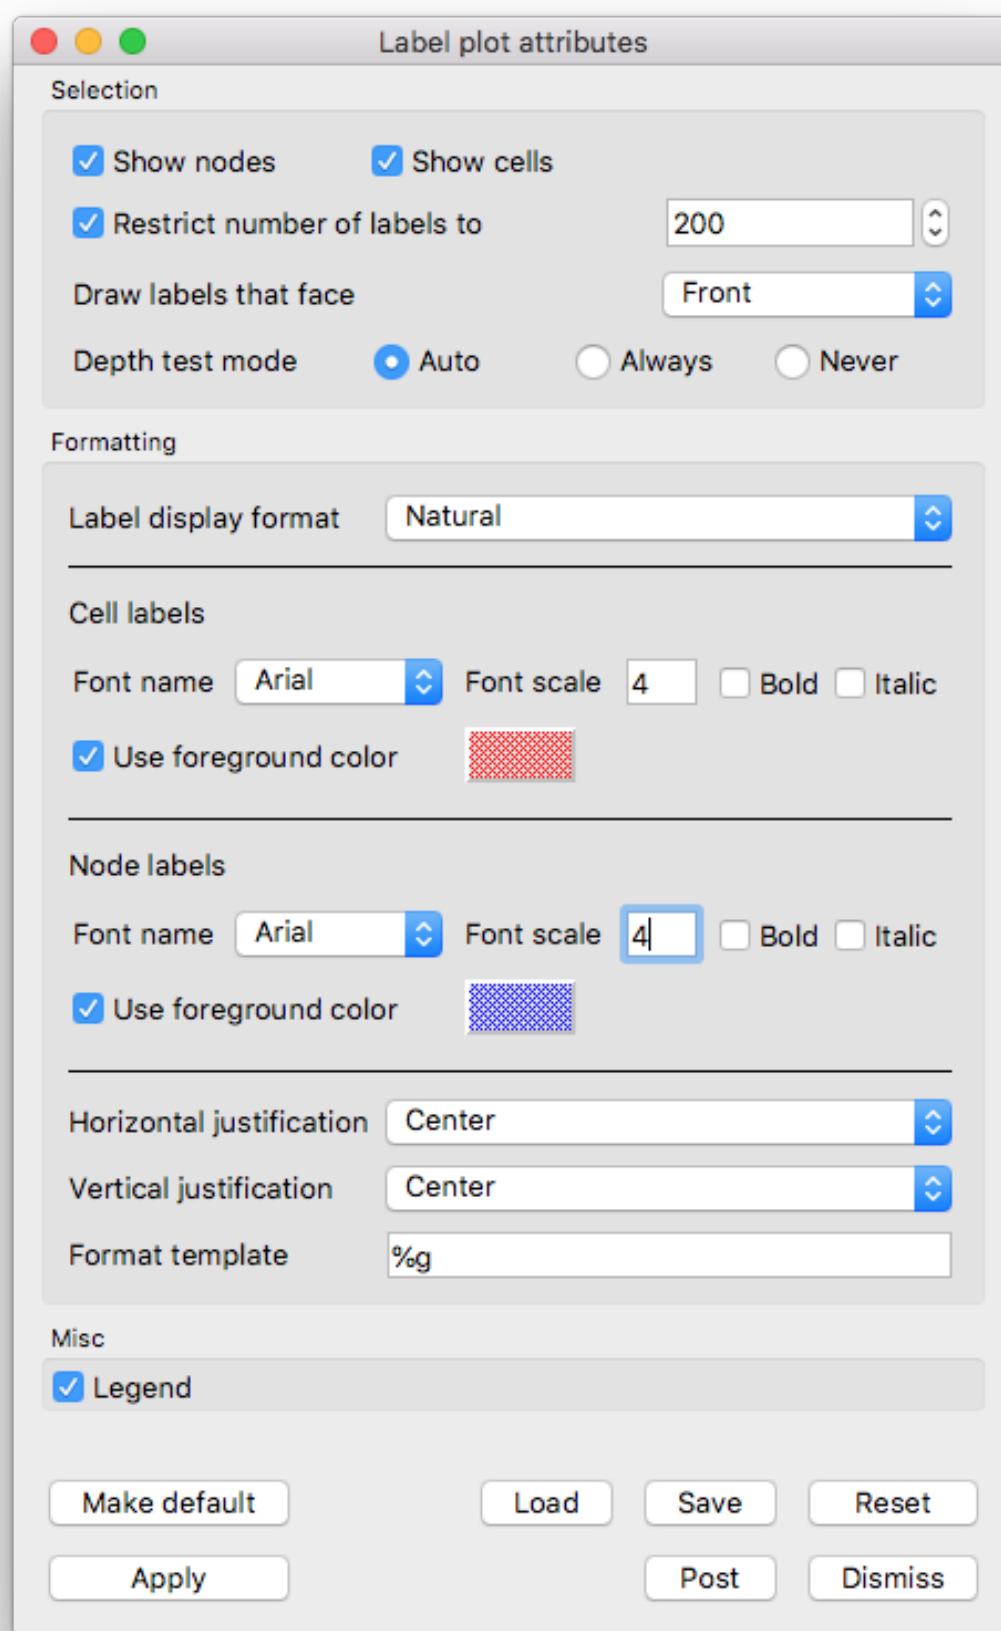 Label plot attributes
Selection
Show nodes Show cells
Restrict number of labels to 200
Draw labels that face Front
Depth test mode Auto Always Never
Formatting
Label display format Natural
Cell labels
Font name Arial Font scale 4 Bold Italic
Use foreground color
Node labels
Font name Arial Font scale 4 Bold Italic
Use foreground color
Horizontal justification Center
Vertical justification Center
Format template %g
Misc
Legend
Make default Load Save Reset
Apply Post Dismiss